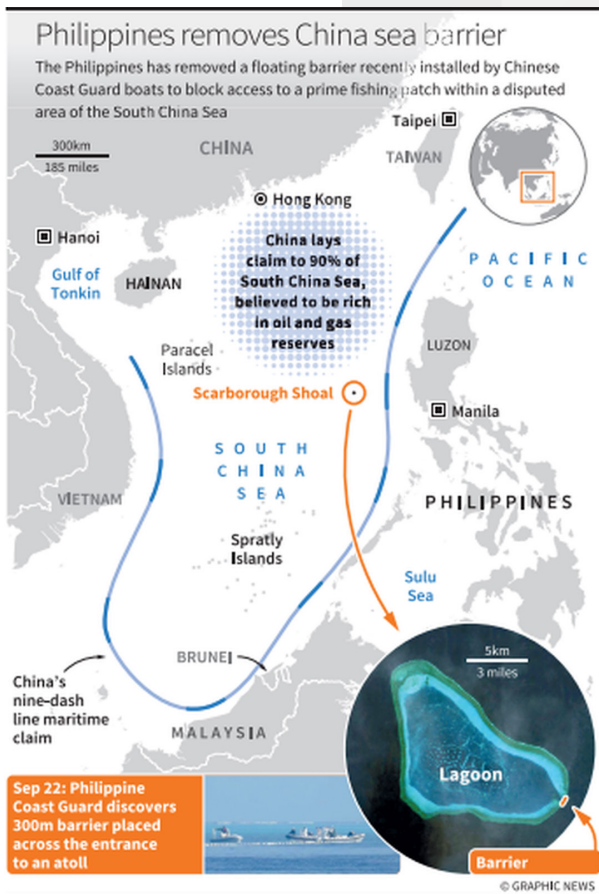 Philippines removes China sea barrier
The Philippines has removed a floating barrier recently installed by Chinese
Coast Guard boats to block access to a prime fishing patch within a disputed
area of the South China Sea
300km
185 miles
CHINA
Taipei
TAIWAN
Hong Kong
Hanoi
Gulf of
Tonkin
HAINAN
China lays
claim to 90% of
South China Sea,
believed to be rich
in oil and gas
reserves
PACIFIC
OCEAN
LUZON
Paracel
Islands
Scarborough Shoal
Manila
SOUTH
CHINA
SEA
VIETNAM
PHILIPPINES
Spratly
Islands
Sulu
Sea
BRUNEI
China's
nine-dash
line maritime
claim
MALAYSIA
5km
3 miles
Lagoon
Sep 22: Philippine
Coast Guard discovers
300m barrier placed
across the entrance
to an atoll
Barrier
© GRAPHIC NEWS